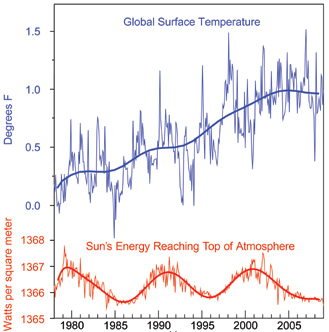 Global Surface Temperature
Degrees F
1.5
1.0
0.5
0.0
Sun's Energy Reaching Top of Atmosphere
Watts per square meter
1368
1367
1366
1365
1980 1985 1990 1995 2000 2005